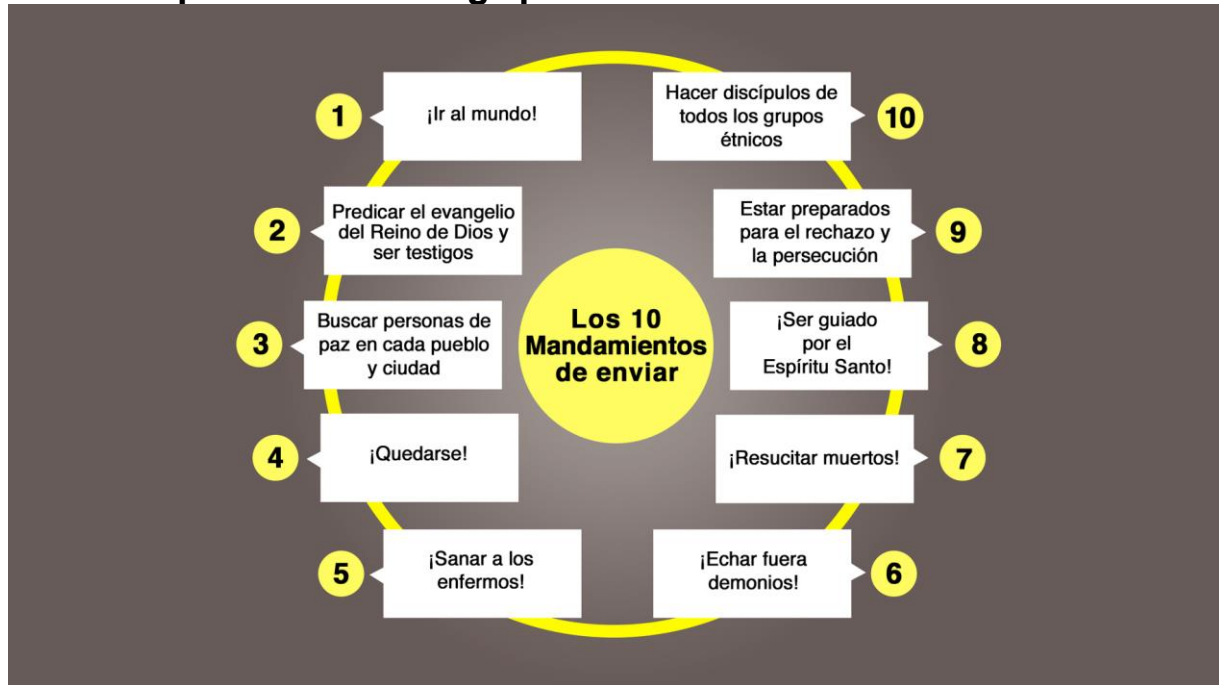 Los 10
Mandamientos
de enviar
1
¡Ir al mundo!
2
Predicar el evangelio
del Reino de Dios y
ser testigos
3
Buscar personas de
paz en cada pueblo
y ciudad
4
¡Quedarse!
5
¡Sanar a los
enfermos!
6
¡Echar fuera
demonios!
7
¡Resucitar muertos!
8
¡Ser guiado
por el
Espíritu Santo!
9
Estar preparados
para el rechazo y
la persecución
10
Hacer discípulos de
todos los grupos
étnicos